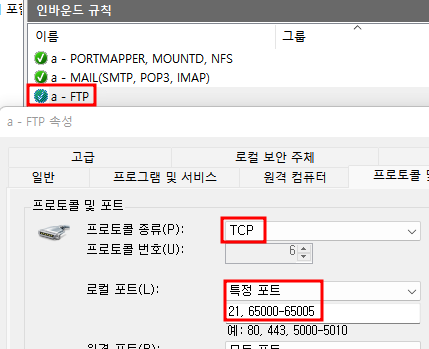 포함
인바운드 규칙
이름 그룹
a - PORTMAPPER, MOUNTD, NFS
a - MAIL(SMTP, POP3, IMAP)
a - FTP
a - FTP 속성
고급 로컬 보안 주체
일반 프로그램 및 서비스 원격 컴퓨터 프로토콜 및
프로토콜 및 포트
프로토콜 종류(P): TCP
프로토콜 번호(U): 6
로컬 포트(L): 특정 포트
21, 65000-65005
예: 80, 443, 5000-5010
원격 포트(R): 모든 포트